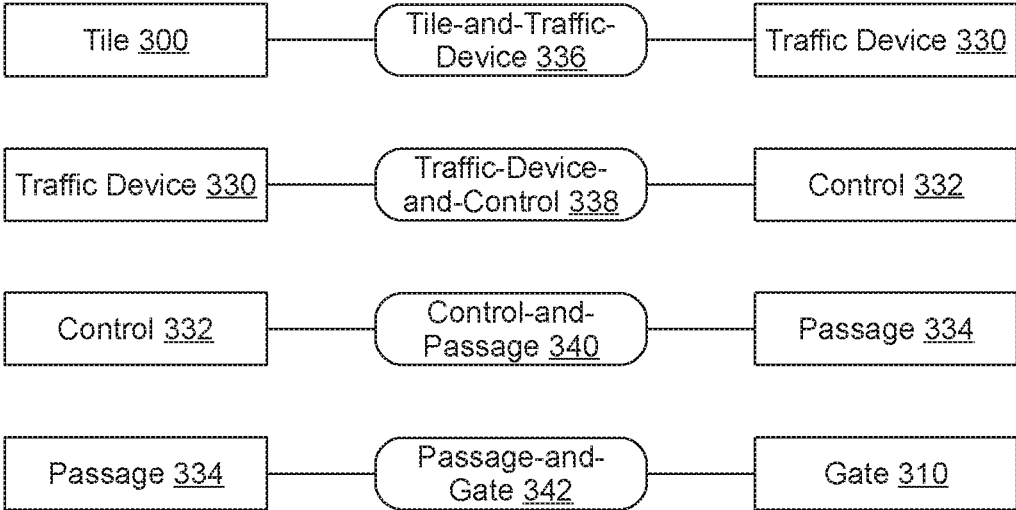 Tile 300
Tile-and-Traffic-
Device 336
Traffic Device 330
Traffic Device 330
Traffic-Device-
and-Control 338
Control 332
Control 332
Control-and-
Passage 340
Passage 334
Passage 334
Passage-and-
Gate 342
Gate 310